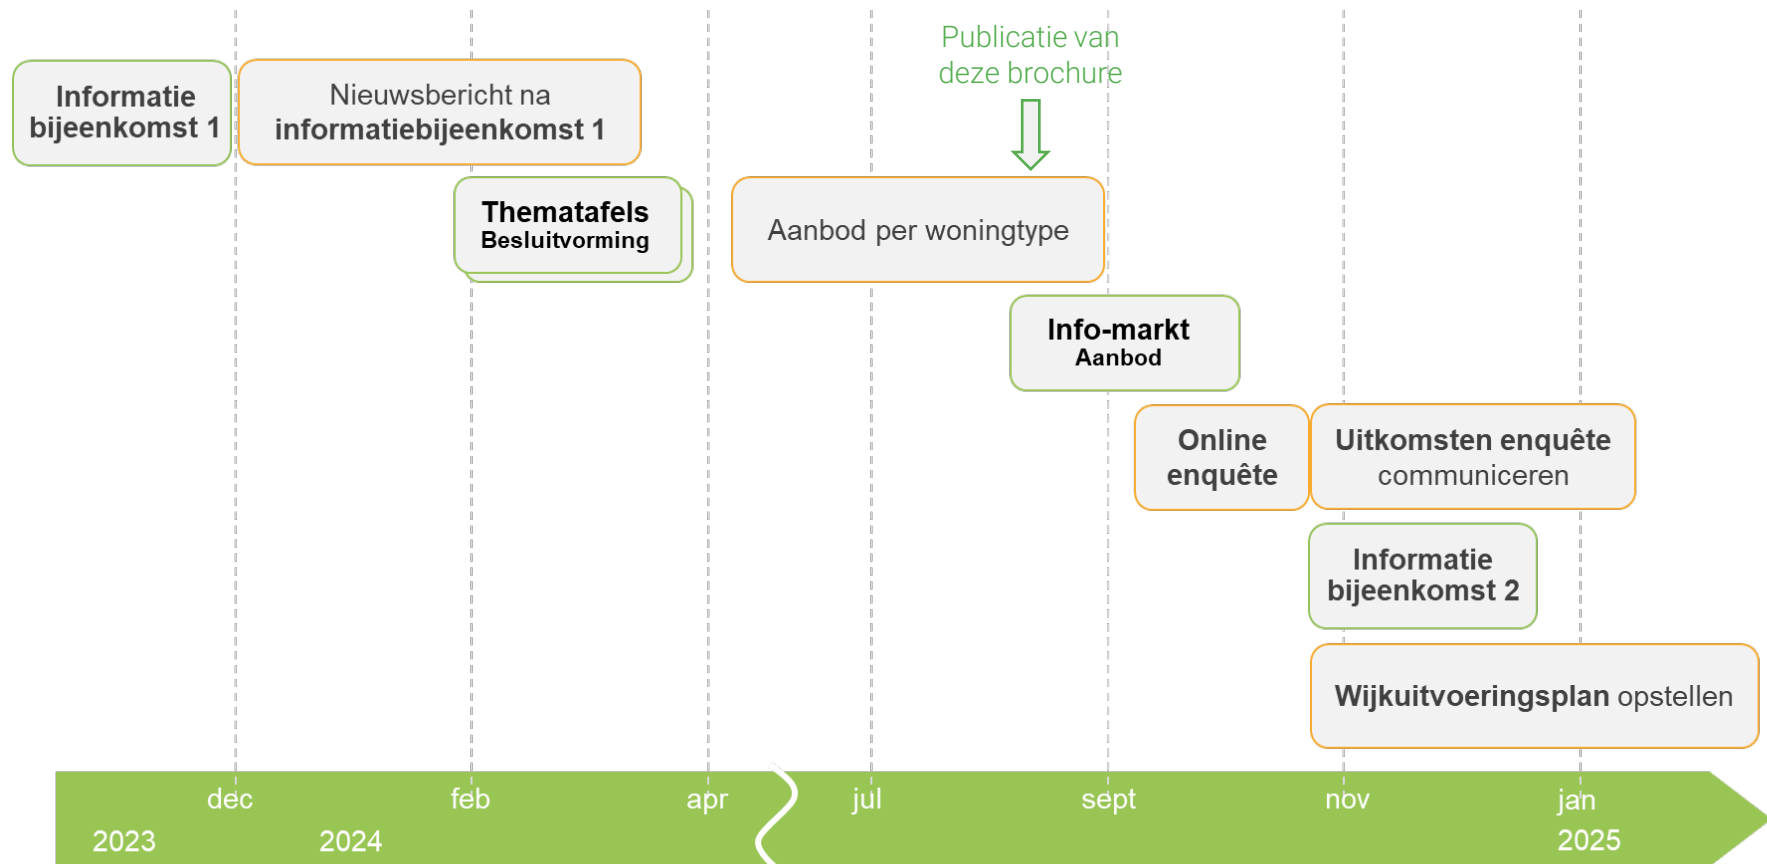 Publicatie van
deze brochure
Informatie
bijeenkomst 1
Nieuwsbericht na
informatiebijeenkomst 1
Thematafels
Besluitvorming
Aanbod per woningtype
Info-markt
Aanbod
Online
enquête
Uitkomsten enquête
communiceren
Informatie
bijeenkomst 2
Wijkuitvoeringsplan opstellen
dec feb apr jul sept nov jan
2023 2024 2025